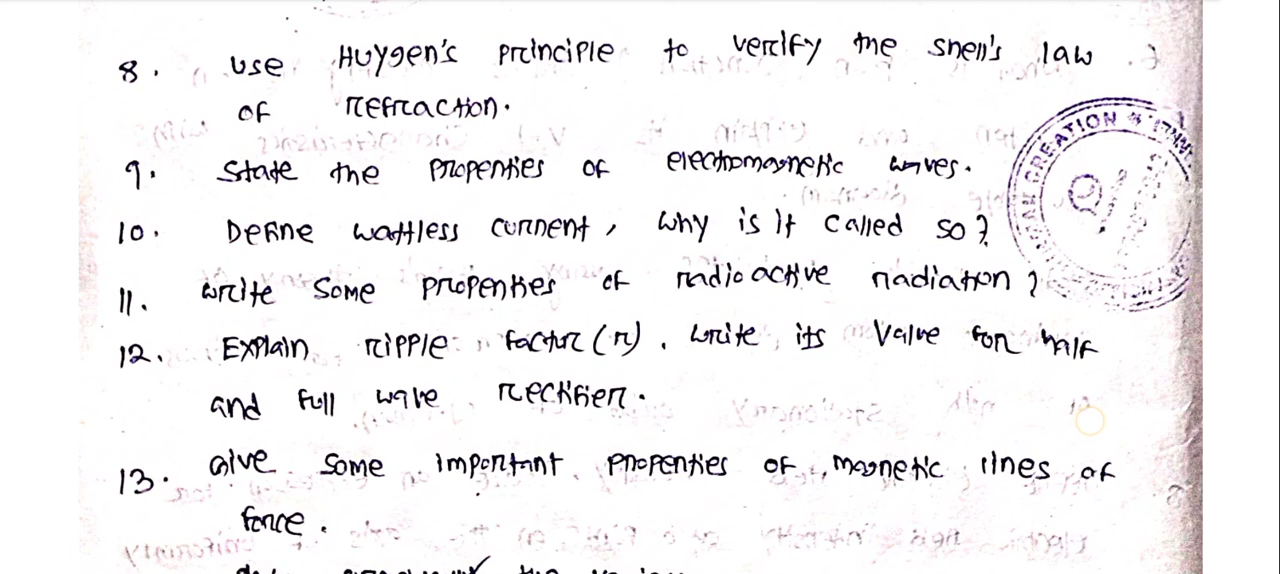 8. Use Huygen's principle to verify the snell's law
of refraction.
9. State the properties of electromagnetic waves.
10. Define wattless current, why is it called so?
11. write some properties of radioactive radiation?
12. Explain ripple factor (r). write its value for half
and full wave rectifier.
13. Give some important properties of magnetic lines of
force.
CREATION